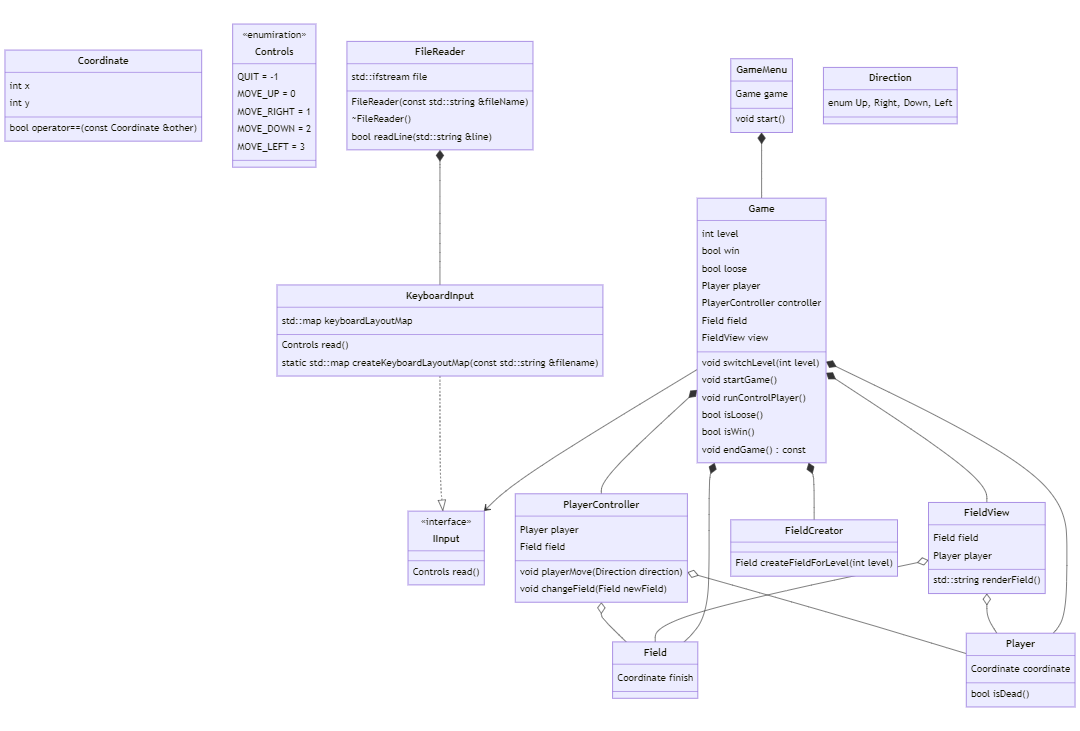 Coordinate
int x
int y
bool operator==(const Coordinate &other)
«enumiration»
Controls
QUIT = -1
MOVE_UP = 0
MOVE_RIGHT = 1
MOVE_DOWN = 2
MOVE_LEFT = 3
FileReader
std::ifstream file
FileReader(const std::string &fileName)
~FileReader()
bool readLine(std::string &line)
GameMenu
Game game
void start()
Direction
enum Up, Right, Down, Left
Game
int level
bool win
bool loose
Player player
PlayerController controller
Field field
FieldView view
void switchLevel(int level)
void startGame()
void runControlPlayer()
bool isLoose()
bool isWin()
void endGame() : const
KeyboardInput
std::map keyboardLayoutMap
Controls read()
static std::map createKeyboardLayoutMap(const std::string &filename)
«interface»
IInput
Controls read()
PlayerController
Player player
Field field
void playerMove(Direction direction)
void changeField(Field newField)
FieldCreator
Field createFieldForLevel(int level)
FieldView
Field field
Player player
std::string renderField()
Field
Coordinate finish
Player
Coordinate coordinate
bool isDead()